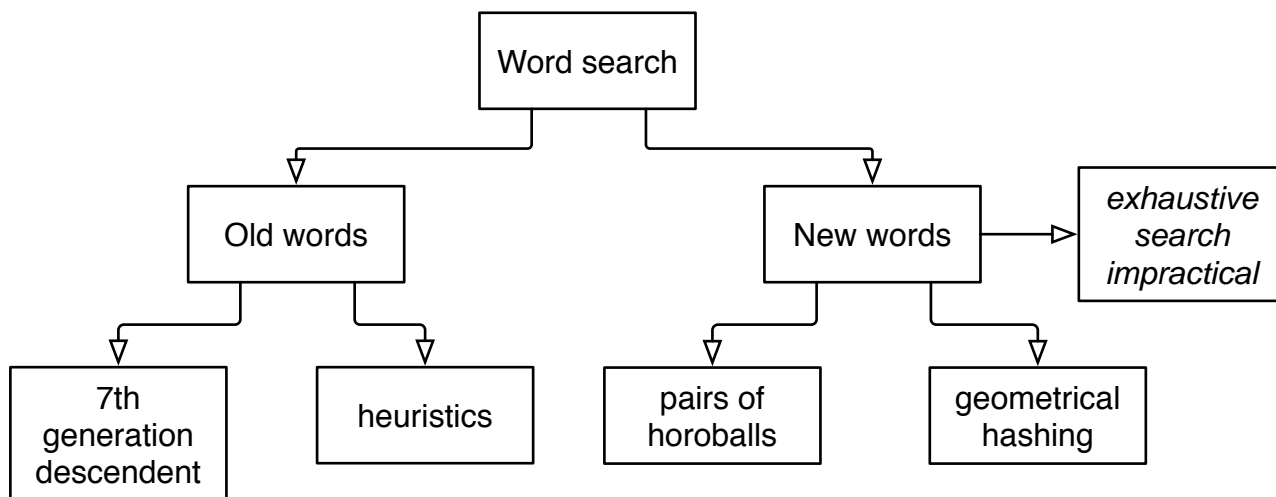 Word search
Old words
New words
exhaustive
search
impractical
7th
generation
descendent
heuristics
pairs of
horoballs
geometrical
hashing